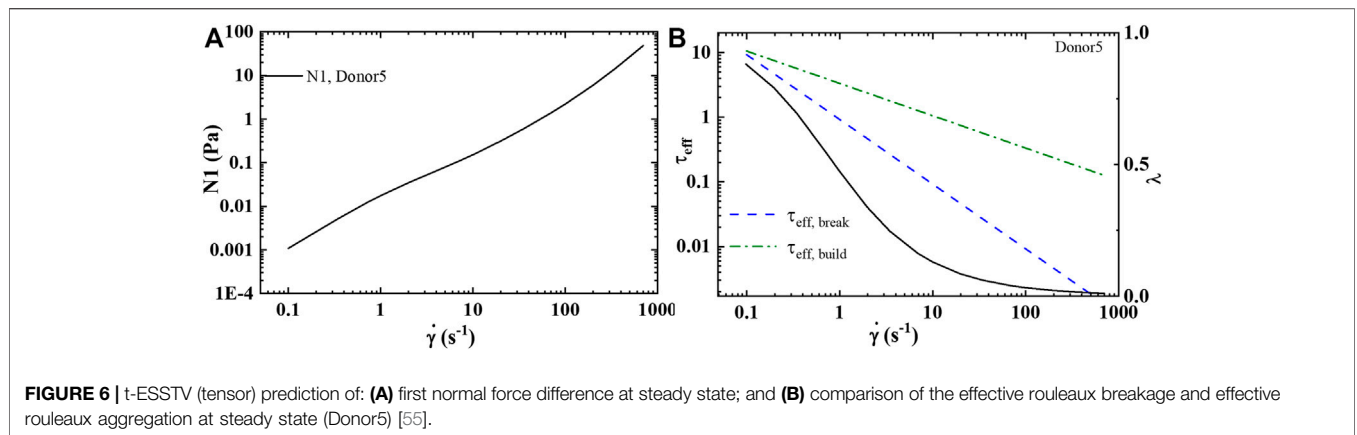 A
100
10
1
0.1
0.01
0.001
1E-4
N1 (Pa)
N1, Donor5
0.1 1 10 100 1000
γ̇ (s⁻¹)
B
Donor5
10
1
0.1
0.01
τeff
τeff, break
τeff, build
1.0
0.5
0.0
λ
0.1 1 10 100 1000
γ̇ (s⁻¹)
FIGURE 6 | t-ESSTV (tensor) prediction of: (A) first normal force difference at steady state; and (B) comparison of the effective rouleaux breakage and effective
rouleaux aggregation at steady state (Donor5) [55].